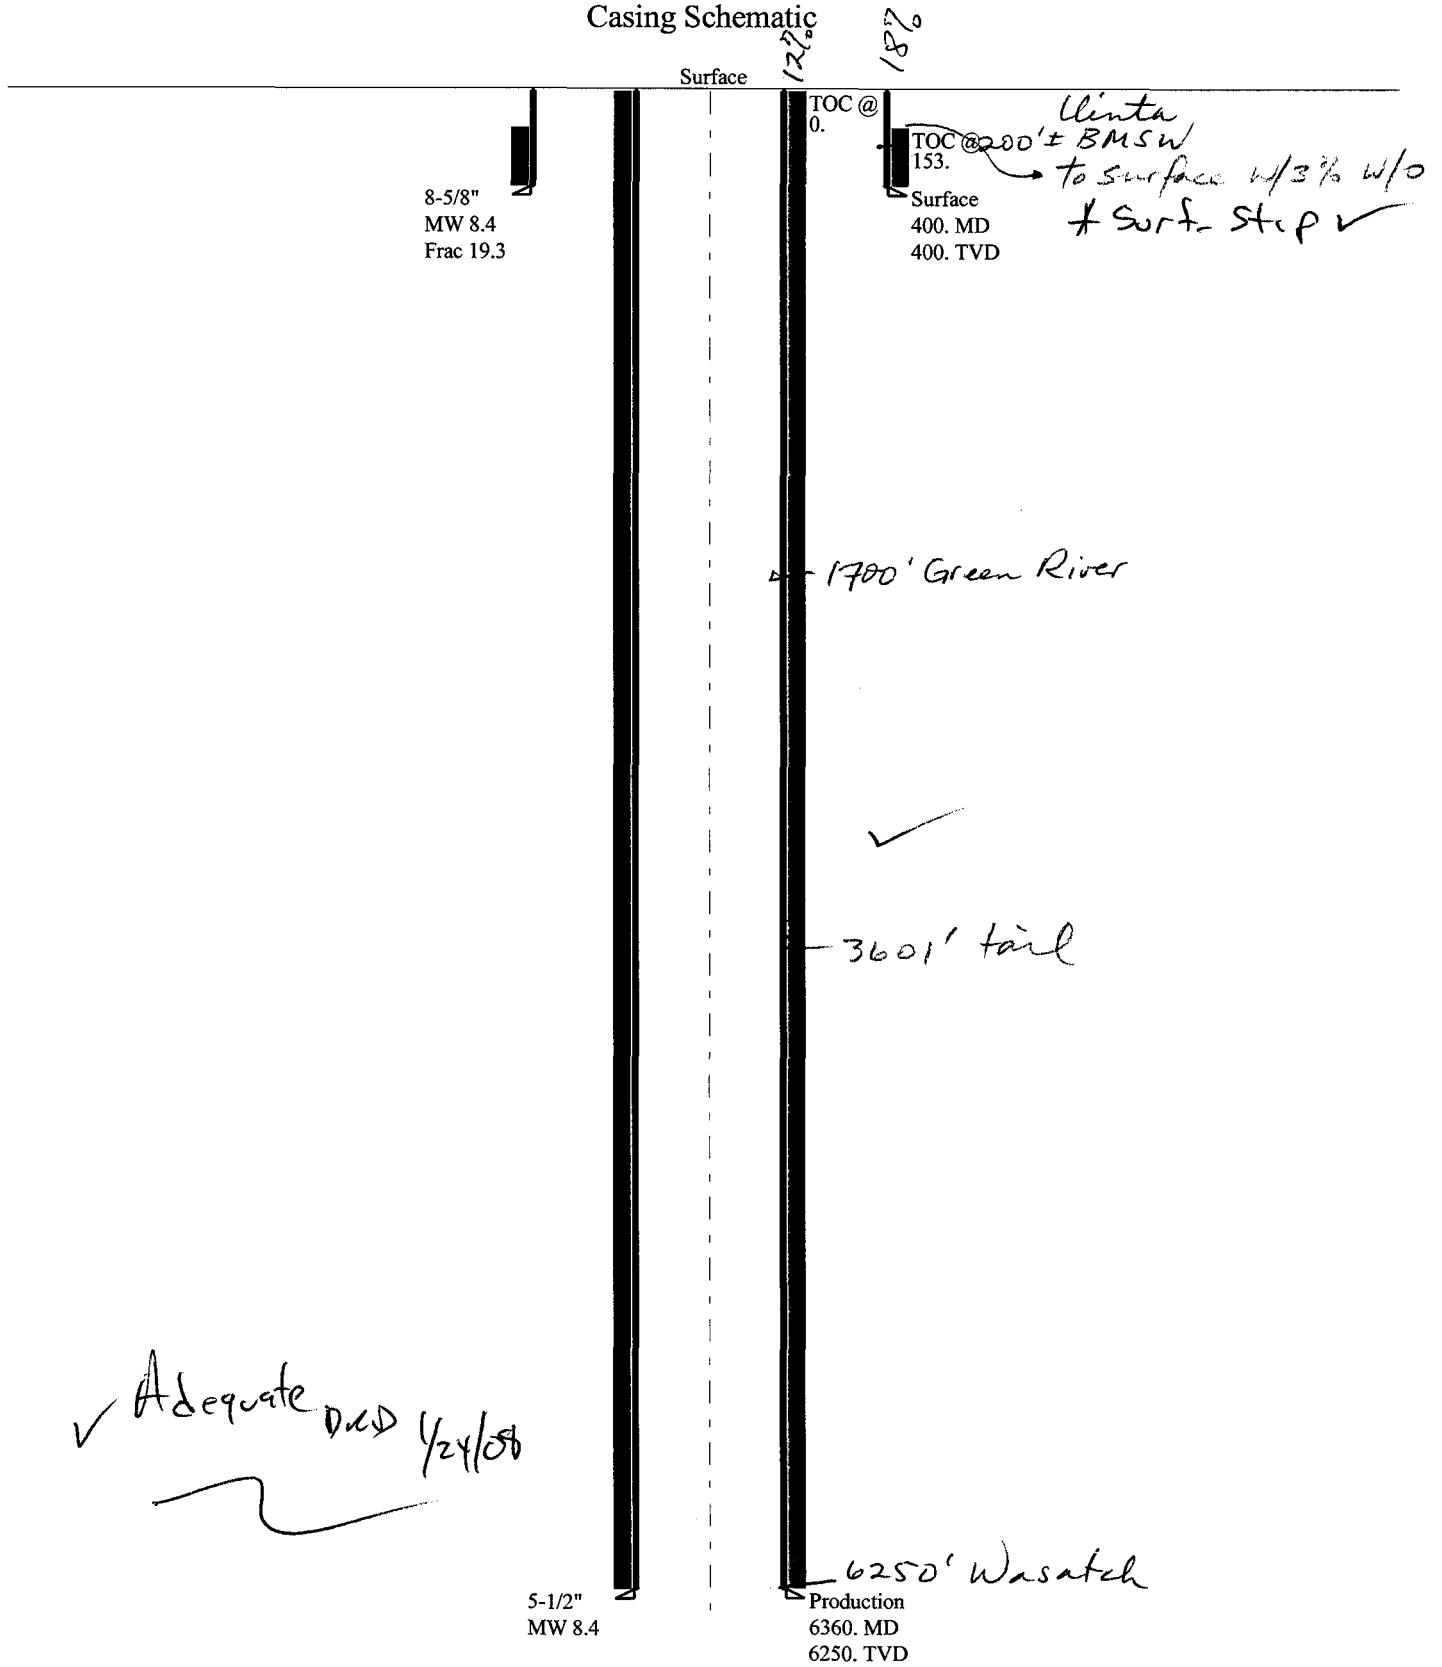 Casing Schematic
12%
18%
Surface
TOC @
0.
Uinta
TOC @
200' ± BMSW
153.
to surface w/3% w/o
Surface
* Surf. Stip ✓
400. MD
400. TVD
8-5/8"
MW 8.4
Frac 19.3
1700' Green River
✓
3601' tail
✓ Adequate DKD 1/24/08
6250' Wasatch
5-1/2"
MW 8.4
Production
6360. MD
6250. TVD